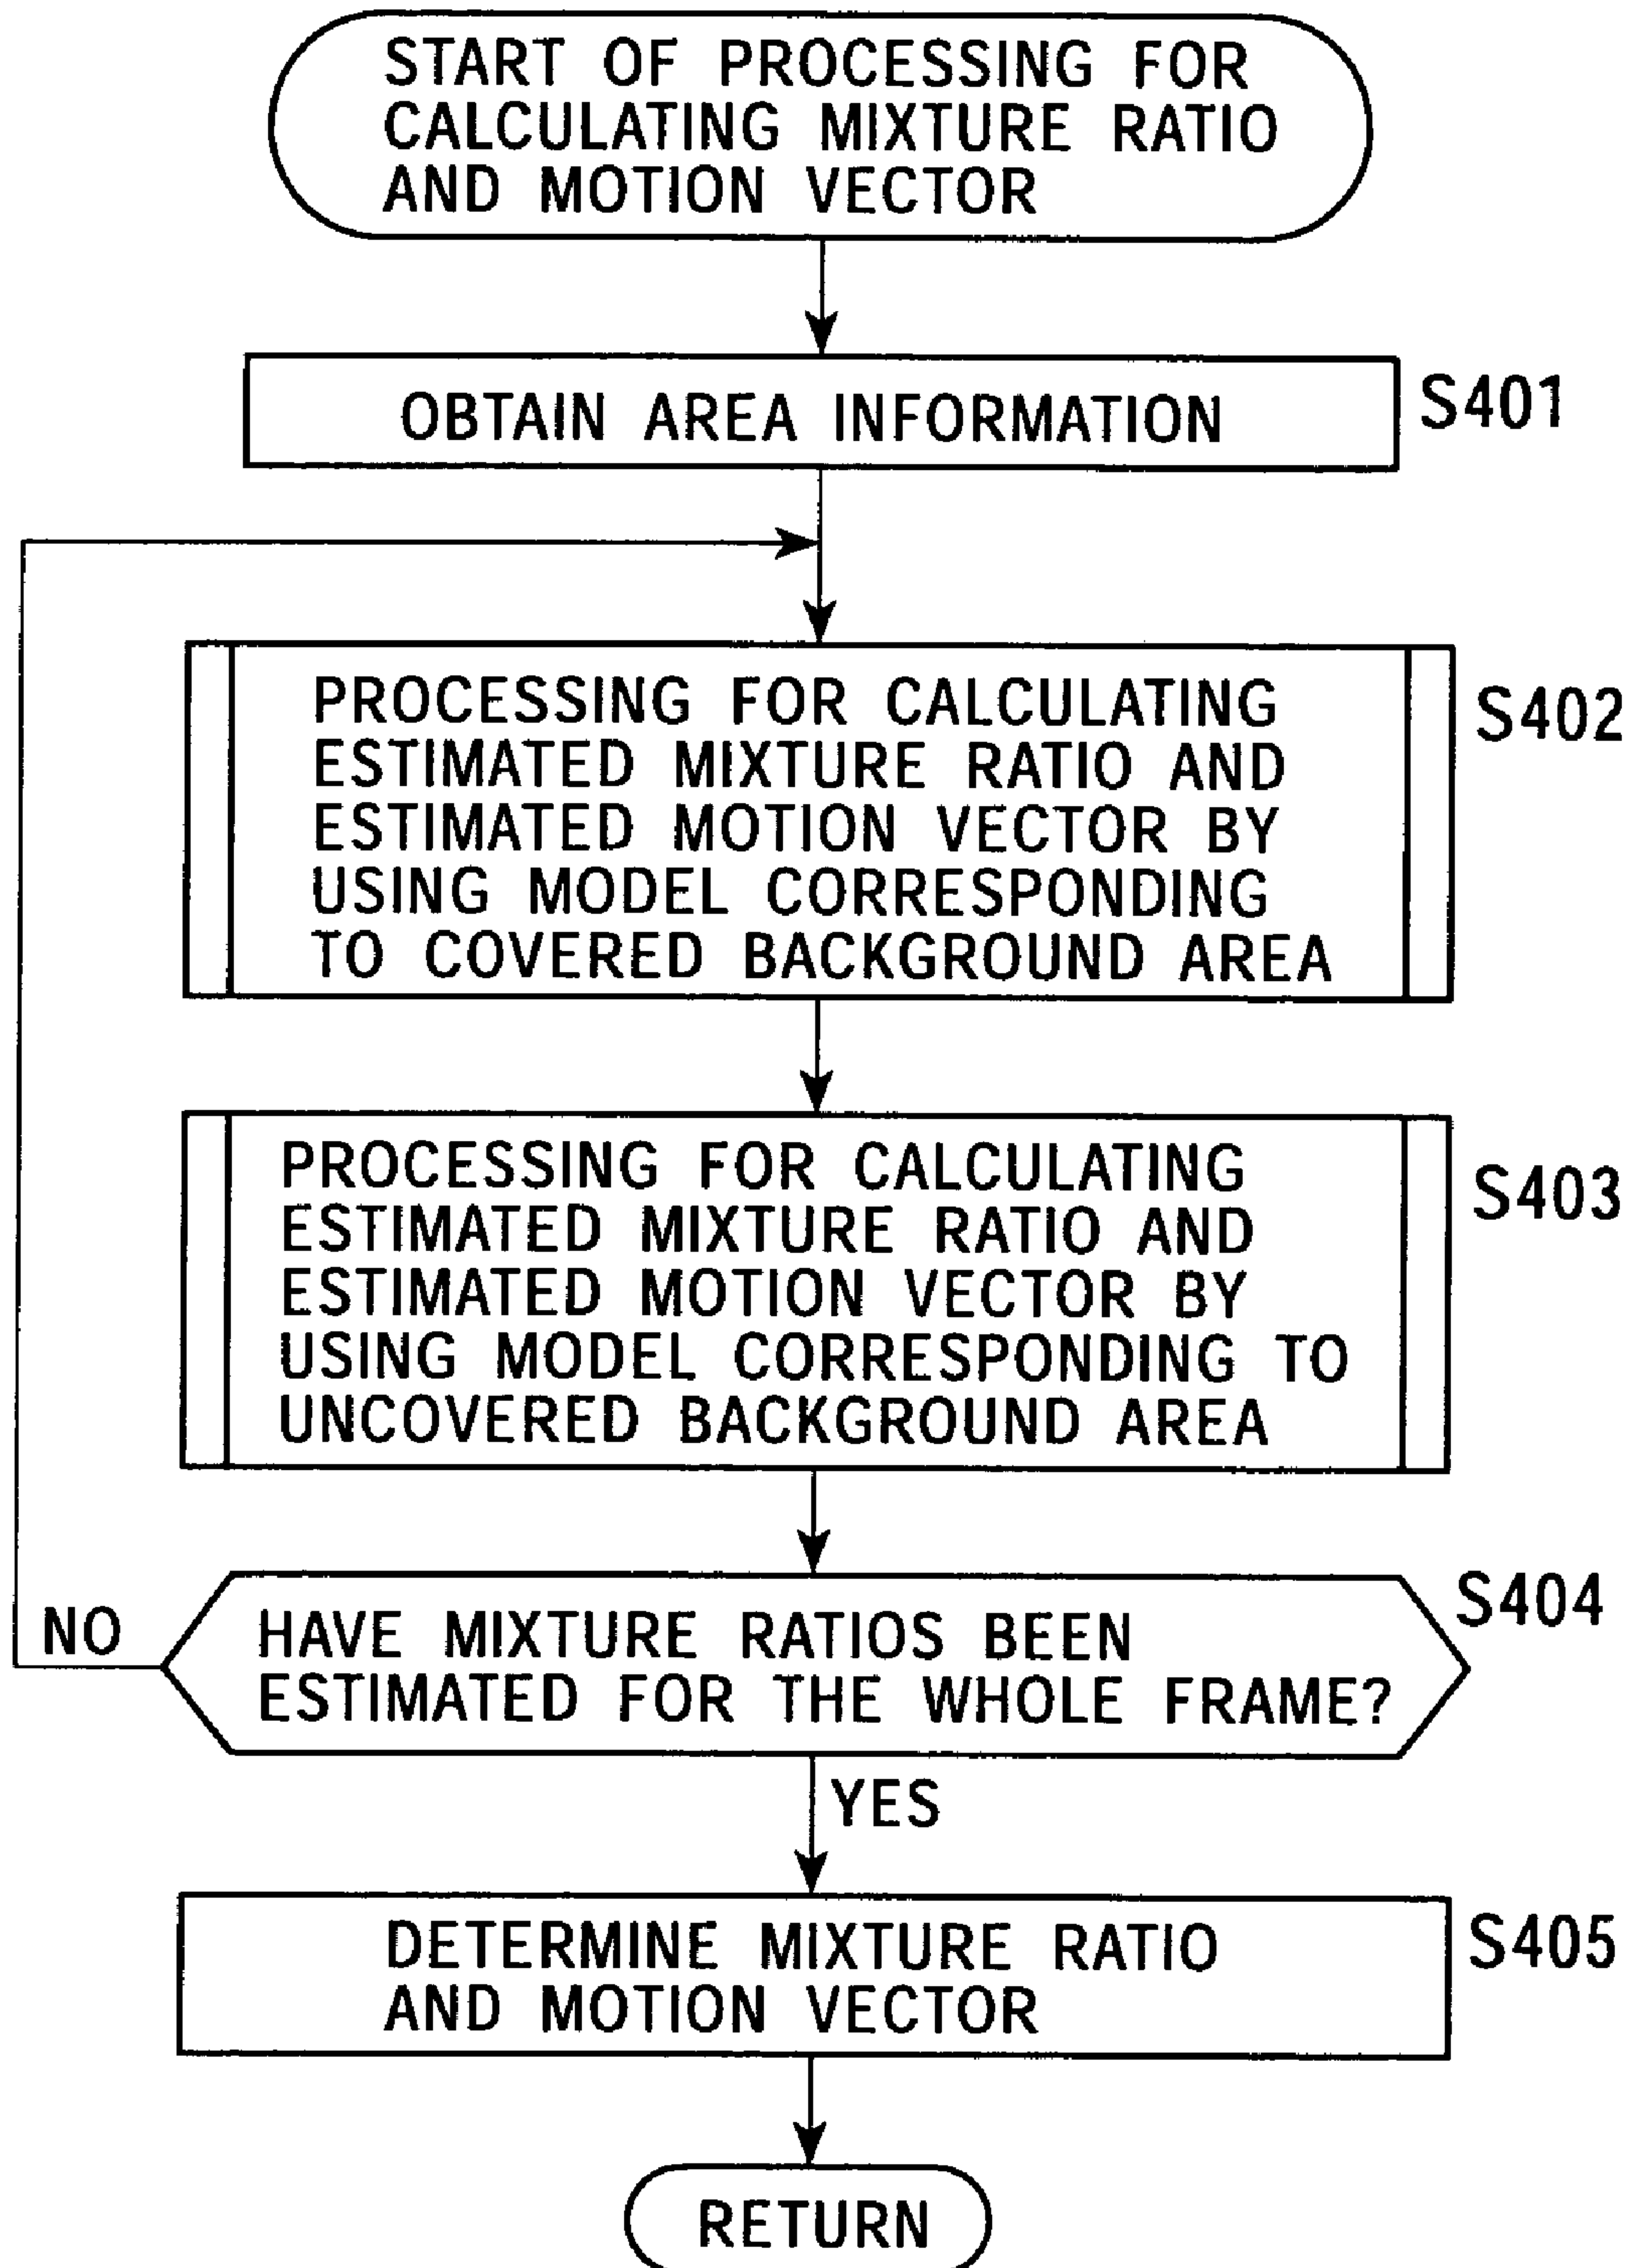 START OF PROCESSING FOR
CALCULATING MIXTURE RATIO
AND MOTION VECTOR
OBTAIN AREA INFORMATION
S401
PROCESSING FOR CALCULATING
ESTIMATED MIXTURE RATIO AND
ESTIMATED MOTION VECTOR BY
USING MODEL CORRESPONDING
TO COVERED BACKGROUND AREA
S402
PROCESSING FOR CALCULATING
ESTIMATED MIXTURE RATIO AND
ESTIMATED MOTION VECTOR BY
USING MODEL CORRESPONDING TO
UNCOVERED BACKGROUND AREA
S403
HAVE MIXTURE RATIOS BEEN
ESTIMATED FOR THE WHOLE FRAME?
S404
NO
YES
DETERMINE MIXTURE RATIO
AND MOTION VECTOR
S405
RETURN